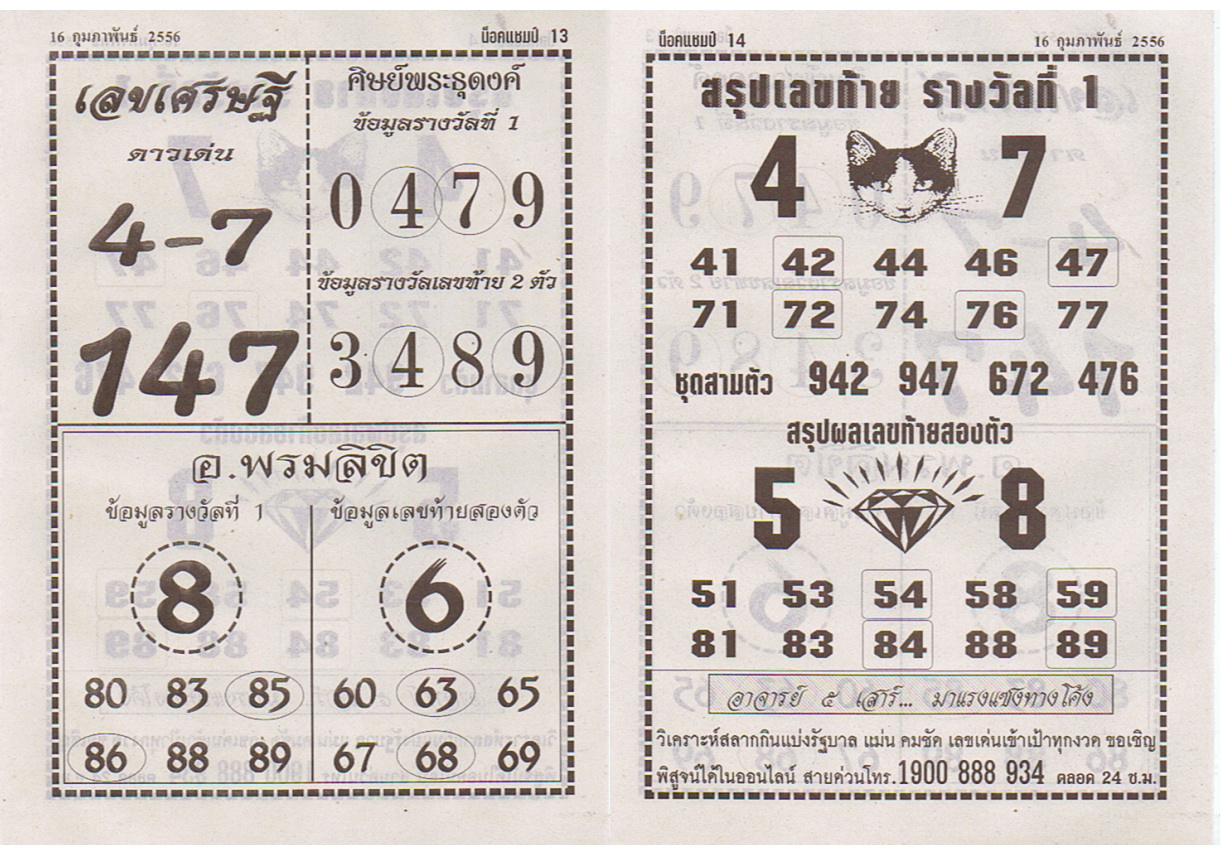 16 กุมภาพันธ์ 2556
น็อคแชมป์ 13
เลขเศรษฐี
ดาวเด่น
4-7
147
ศิษย์พระธุดงค์
ข้อมูลรางวัลที่ 1
0 4 7 9
ข้อมูลรางวัลเลขท้าย 2 ตัว
3 4 8 9
อ.พรมลิขิต
ข้อมูลรางวัลที่ 1
8
80 83 85
86 88 89
ข้อมูลเลขท้ายสองตัว
6
60 63 65
67 68 69
น็อคแชมป์ 14
16 กุมภาพันธ์ 2556
สรุปเลขท้าย รางวัลที่ 1
4 7
41 42 44 46 47
71 72 74 76 77
ชุดสามตัว 942 947 672 476
สรุปผลเลขท้ายสองตัว
5 8
51 53 54 58 59
81 83 84 88 89
อาจารย์ ๕ เสาร์... มาแรงแซงทางโค้ง
วิเคราะห์สลากกินแบ่งรัฐบาล แม่น คมชัด เลขเด่นเข้าเป้าทุกงวด ขอเชิญ
พิสูจน์ได้ในออนไลน์ สายด่วนโทร.1900 888 934 ตลอด 24 ช.ม.